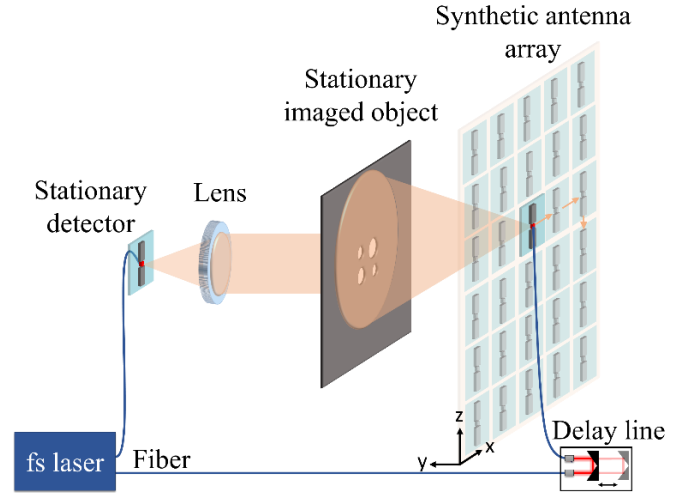 Synthetic antenna
array
Stationary
imaged object
Stationary
detector
Lens
z
x
y
Delay line
fs laser
Fiber